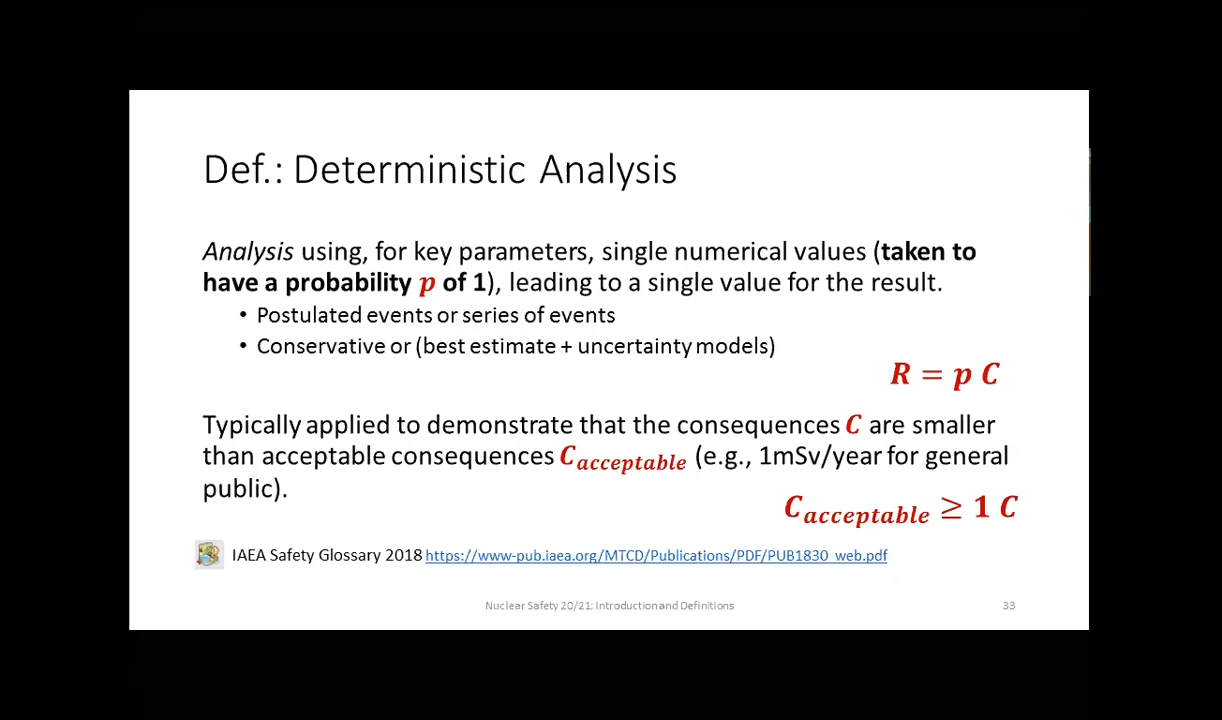 Def.: Deterministic Analysis
Analysis using, for key parameters, single numerical values (taken to
have a probability p of 1), leading to a single value for the result.
• Postulated events or series of events
• Conservative or (best estimate + uncertainty models)
R = p C
Typically applied to demonstrate that the consequences C are smaller
than acceptable consequences C_acceptable (e.g., 1mSv/year for general
public).
C_acceptable ≥ 1 C
IAEA Safety Glossary 2018 https://www-pub.iaea.org/MTCD/Publications/PDF/PUB1830_web.pdf
Nuclear Safety 20/21: Introduction and Definitions
33